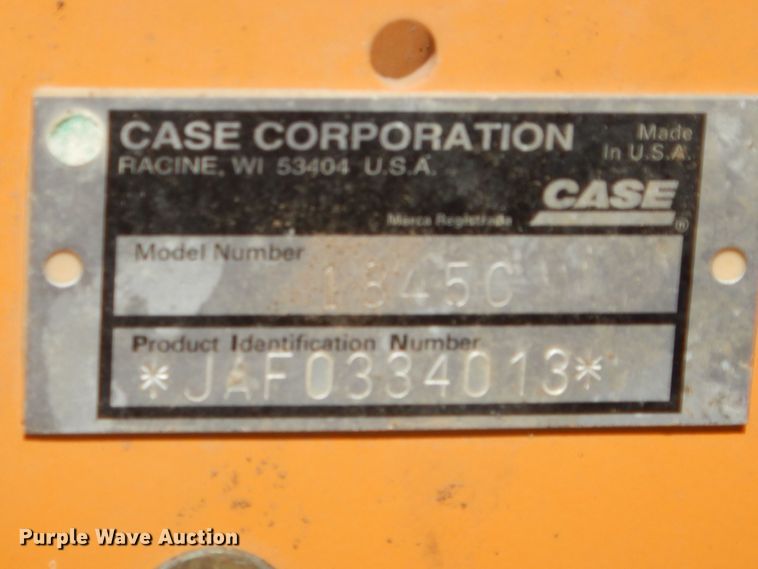 CASE CORPORATION
RACINE, WI 53404 U.S.A.
Made
In U.S.A.
CASE
Marca Registrada
®
Model Number
1845C
Product Identification Number
*JAF0334013*
Purple Wave Auction